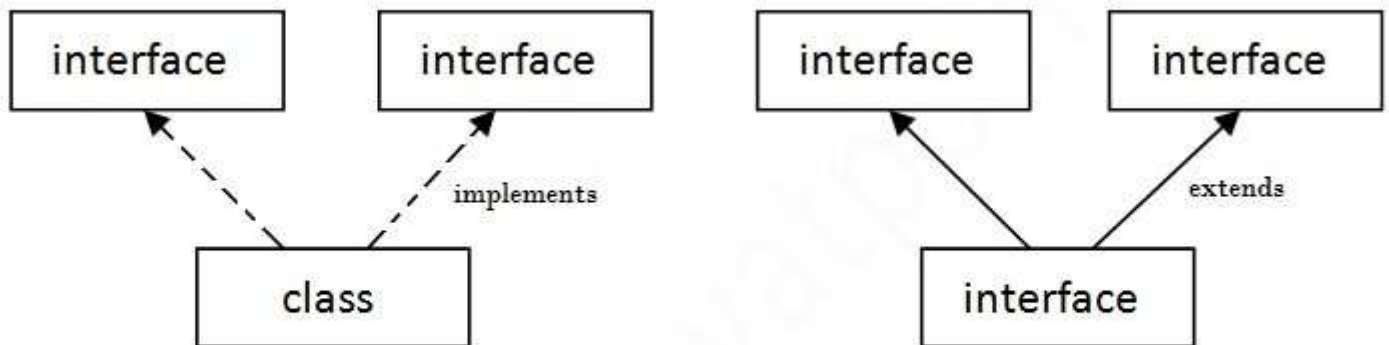 interface interface interface interface
implements extends
class interface